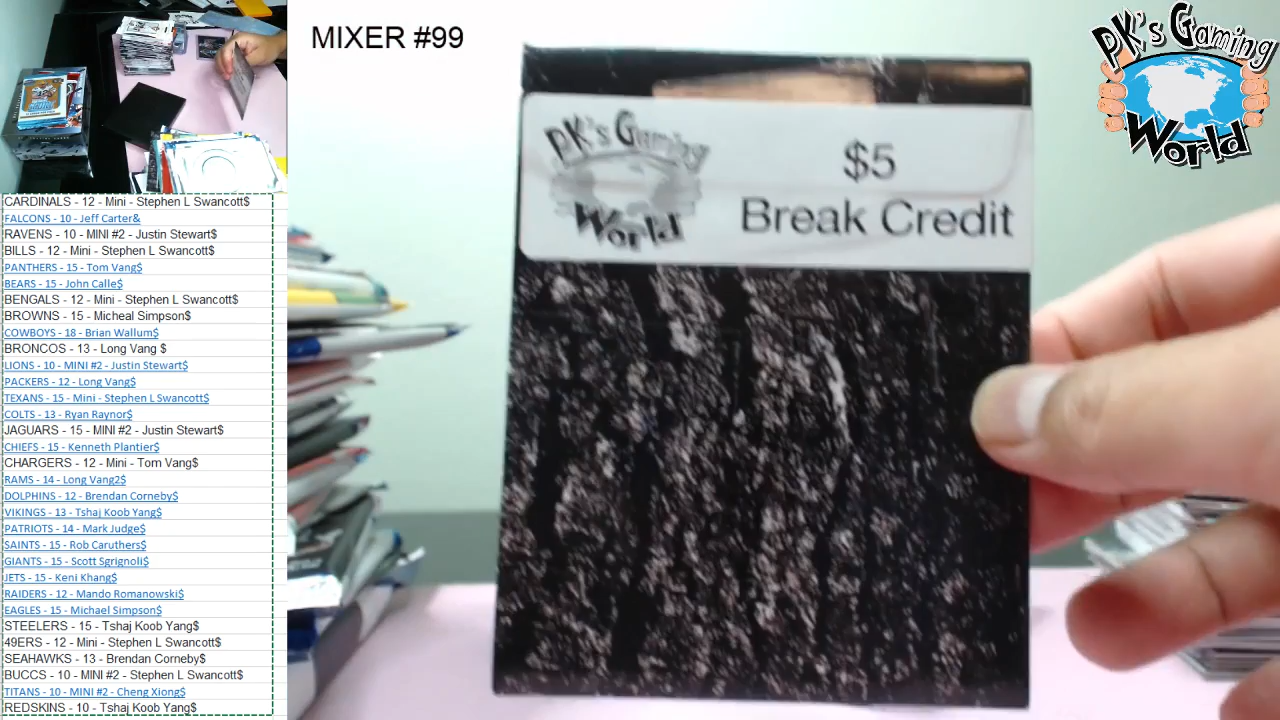 MIXER #99
PK's Gaming
World
PK's Gaming
World
$5
Break Credit
CARDINALS - 12 - Mini - Stephen L Swancott$
FALCONS - 10 - Jeff Carter&
RAVENS - 10 - MINI #2 - Justin Stewart$
BILLS - 12 - Mini - Stephen L Swancott$
PANTHERS - 15 - Tom Vang$
BEARS - 15 - John Calle$
BENGALS - 12 - Mini - Stephen L Swancott$
BROWNS - 15 - Micheal Simpson$
COWBOYS - 18 - Brian Wallum$
BRONCOS - 13 - Long Vang $
LIONS - 10 - MINI #2 - Justin Stewart$
PACKERS - 12 - Long Vang$
TEXANS - 15 - Mini - Stephen L Swancott$
COLTS - 13 - Ryan Raynor$
JAGUARS - 15 - MINI #2 - Justin Stewart$
CHIEFS - 15 - Kenneth Plantier$
CHARGERS - 12 - Mini - Tom Vang$
RAMS - 14 - Long Vang2$
DOLPHINS - 12 - Brendan Corneby$
VIKINGS - 13 - Tshaj Koob Yang$
PATRIOTS - 14 - Mark Judge$
SAINTS - 15 - Rob Caruthers$
GIANTS - 15 - Scott Sgrignoli$
JETS - 15 - Keni Khang$
RAIDERS - 12 - Mando Romanowski$
EAGLES - 15 - Michael Simpson$
STEELERS - 15 - Tshaj Koob Yang$
49ERS - 12 - Mini - Stephen L Swancott$
SEAHAWKS - 13 - Brendan Corneby$
BUCCS - 10 - MINI #2 - Stephen L Swancott$
TITANS - 10 - MINI #2 - Cheng Xiong$
REDSKINS - 10 - Tshaj Koob Yang$